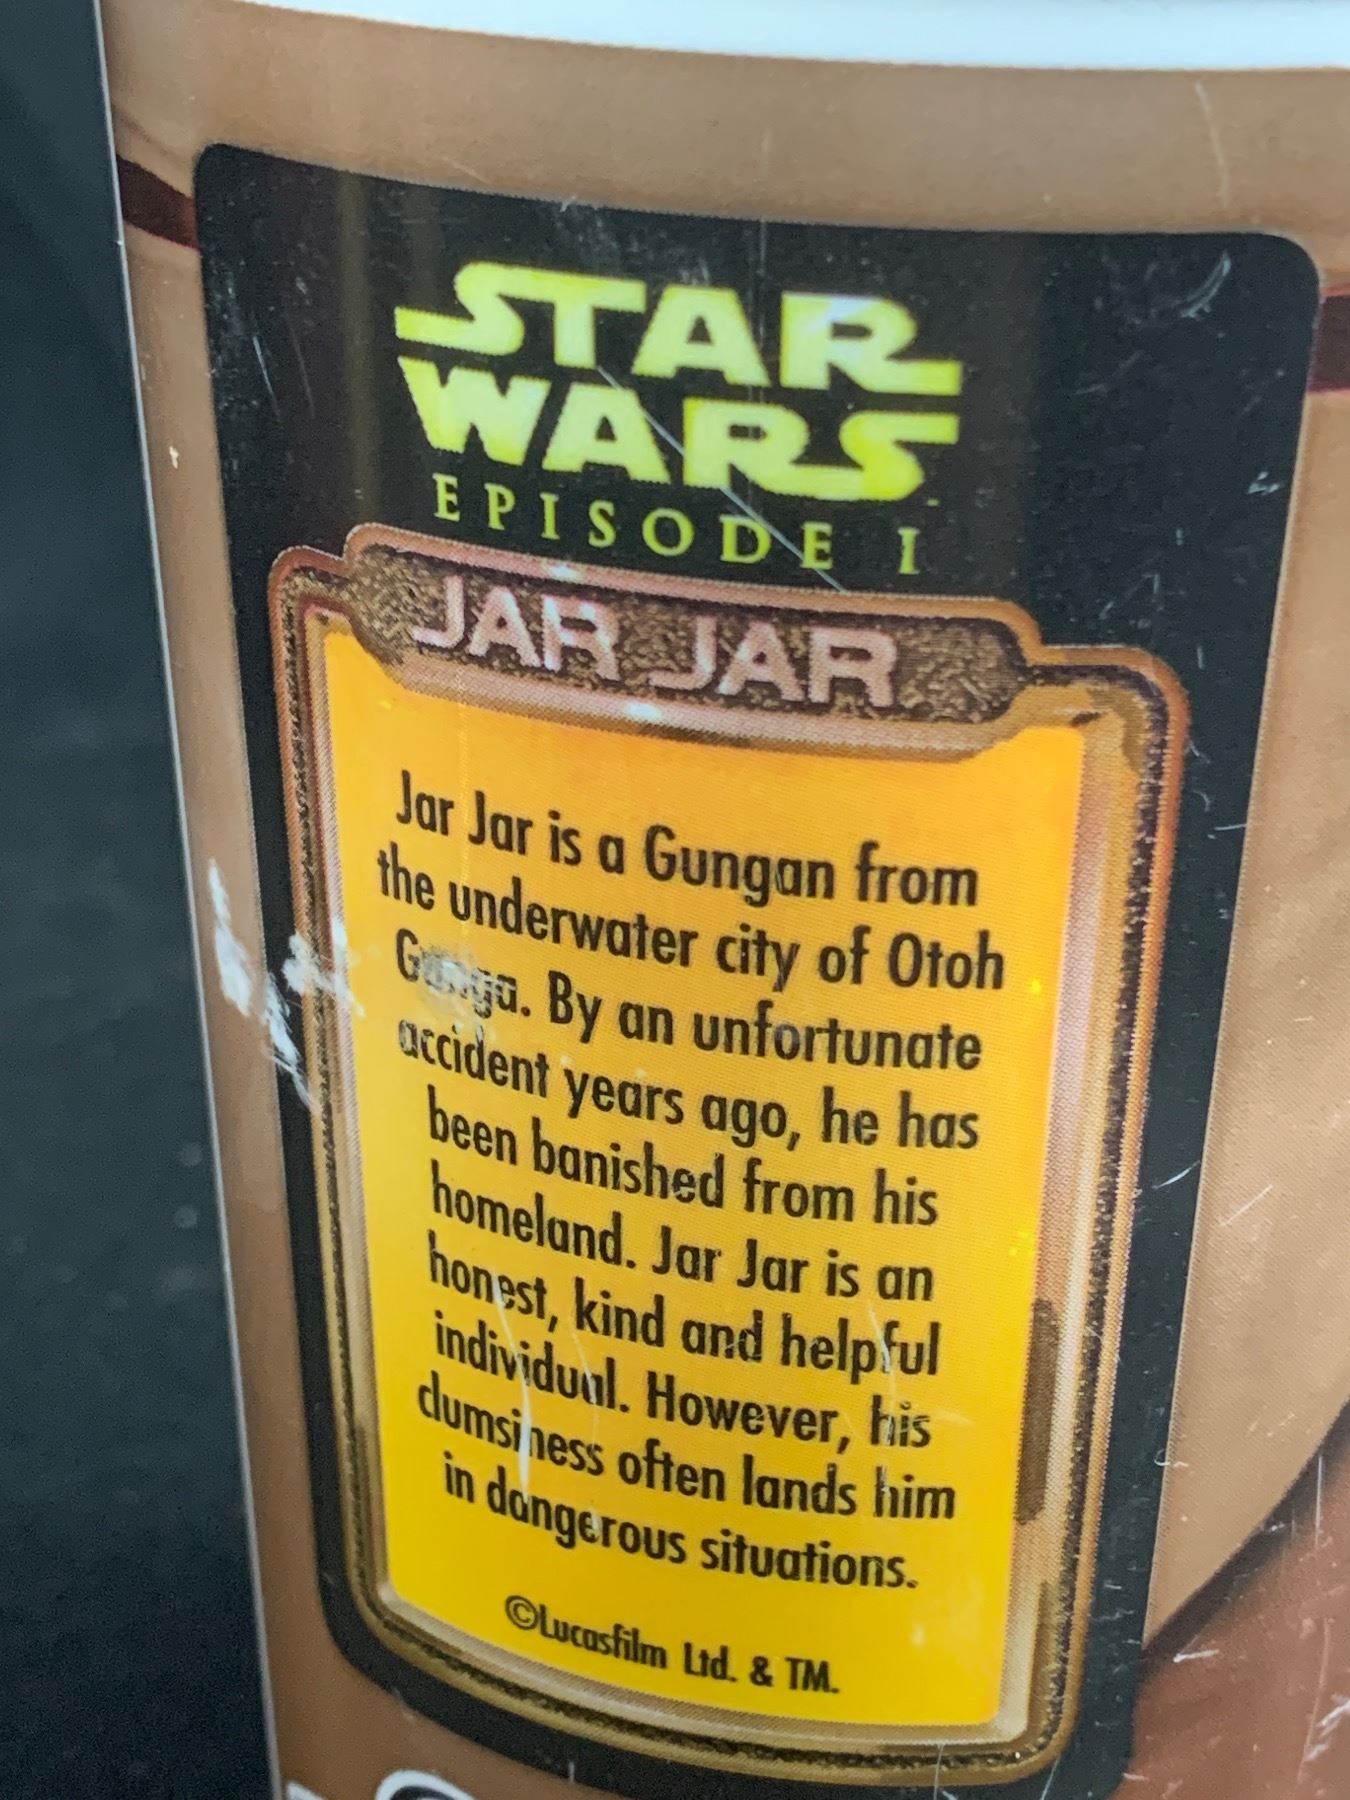 STAR
WARS
EPISODE I
JAR JAR
Jar Jar is a Gungan from
the underwater city of Otoh
Gunga. By an unfortunate
accident years ago, he has
been banished from his
homeland. Jar Jar is an
honest, kind and helpful
individual. However, his
clumsiness often lands him
in dangerous situations.
©Lucasfilm Ltd. & TM.